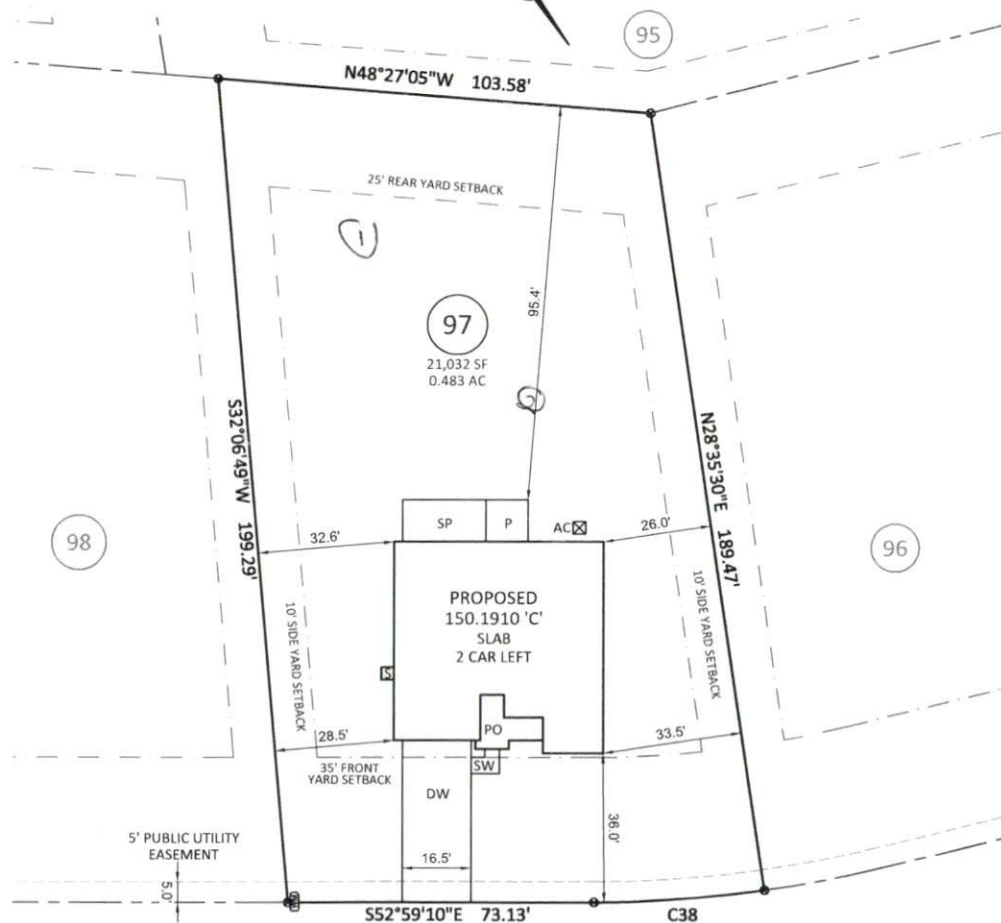 95
N48°27'05"W 103.58'
25' REAR YARD SETBACK
1
97
21,032 SF
0.483 AC
95.4'
2
S32°06'49"W 199.29'
N28°35'30"E 189.47'
98
96
SP
P
AC
32.6'
26.0'
PROPOSED
150.1910 'C'
SLAB
2 CAR LEFT
S
10' SIDE YARD SETBACK
10' SIDE YARD SETBACK
PO
28.5'
33.5'
35' FRONT
YARD SETBACK
SW
DW
36.0'
5' PUBLIC UTILITY
EASEMENT
16.5'
5.0'
S52°59'10"E 73.13'
C38